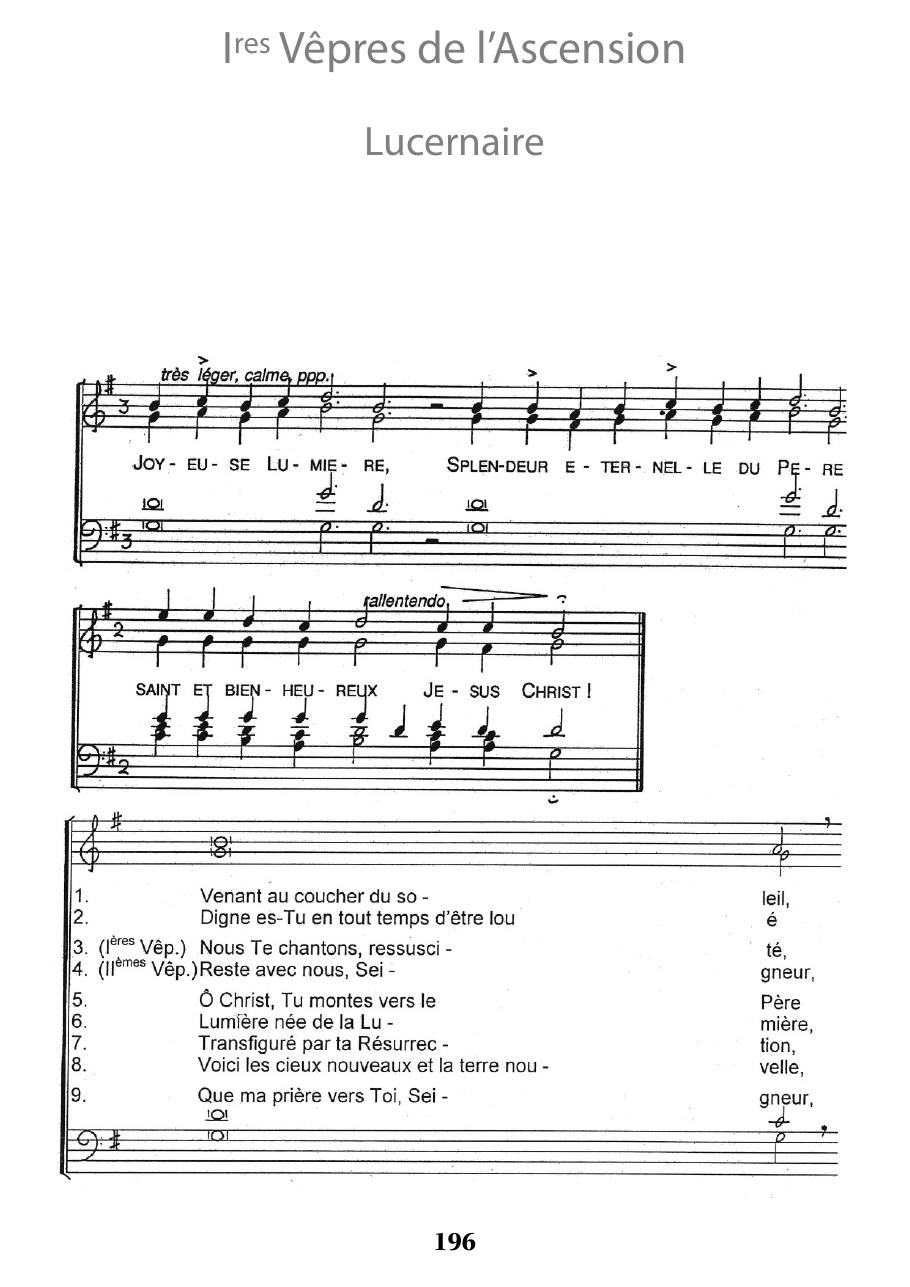 Ires Vêpres de l’Ascension
Lucernaire
très léger, calme, ppp.
3
JOY - EU - SE LU - MIE - RE, SPLEN-DEUR E - TER - NEL - LE DU PE - RE
3
rallentendo
2
SAINT ET BIEN - HEU - REUX JE - SUS CHRIST !
2
1. Venant au coucher du so - leil,
2. Digne es-Tu en tout temps d'être lou é
3. (Ières Vêp.) Nous Te chantons, ressusci - té,
4. (IIèmes Vêp.) Reste avec nous, Sei - gneur,
5. Ô Christ, Tu montes vers le Père
6. Lumière née de la Lu - mière,
7. Transfiguré par ta Résurrec - tion,
8. Voici les cieux nouveaux et la terre nou - velle,
9. Que ma prière vers Toi, Sei - gneur,
196